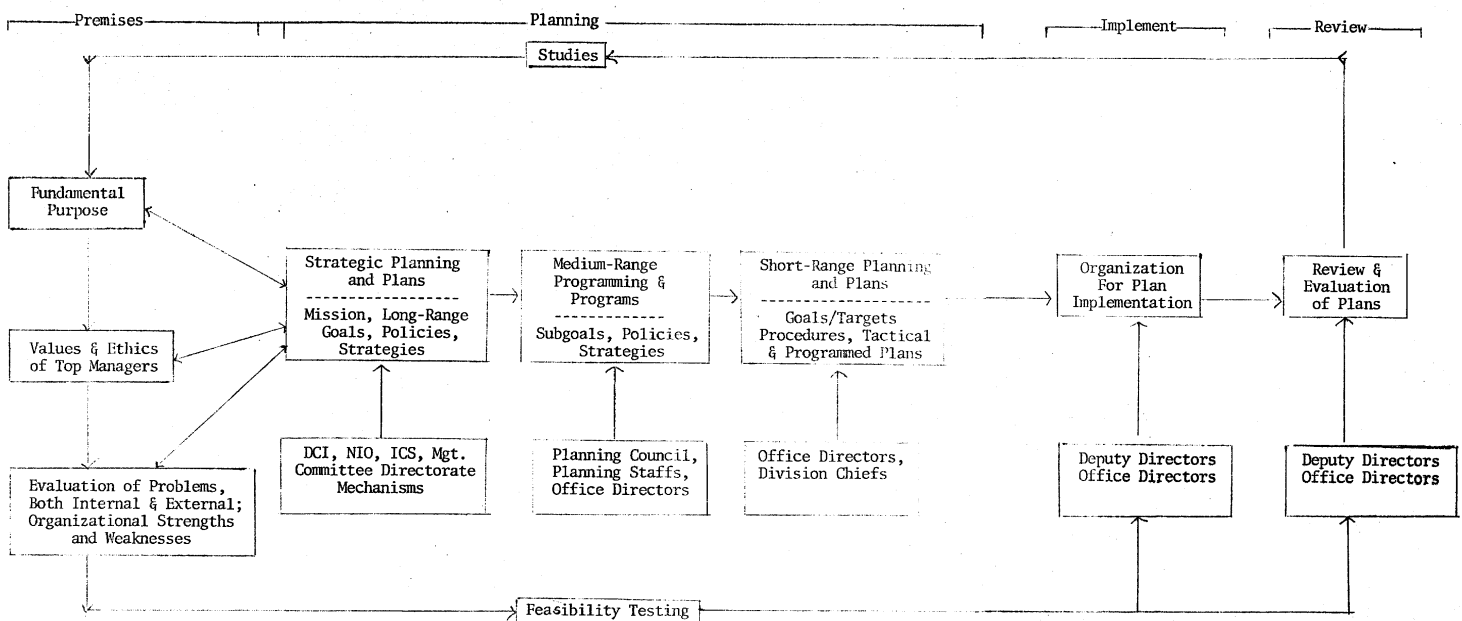 Premises
Planning
Implement
Review
Studies
Fundamental
Purpose
Values & Ethics
of Top Managers
Evaluation of Problems,
Both Internal & External;
Organizational Strengths
and Weaknesses
Strategic Planning
and Plans
Mission, Long-Range
Goals, Policies,
Strategies
DCI, NIO, ICS, Mgt.
Committee Directorate
Mechanisms
Medium-Range
Programming &
Programs
Subgoals, Policies,
Strategies
Planning Council,
Planning Staffs,
Office Directors
Short-Range Planning
and Plans
Goals/Targets
Procedures, Tactical
& Programmed Plans
Office Directors,
Division Chiefs
Organization
For Plan
Implementation
Deputy Directors
Office Directors
Review &
Evaluation
of Plans
Deputy Directors
Office Directors
Feasibility Testing